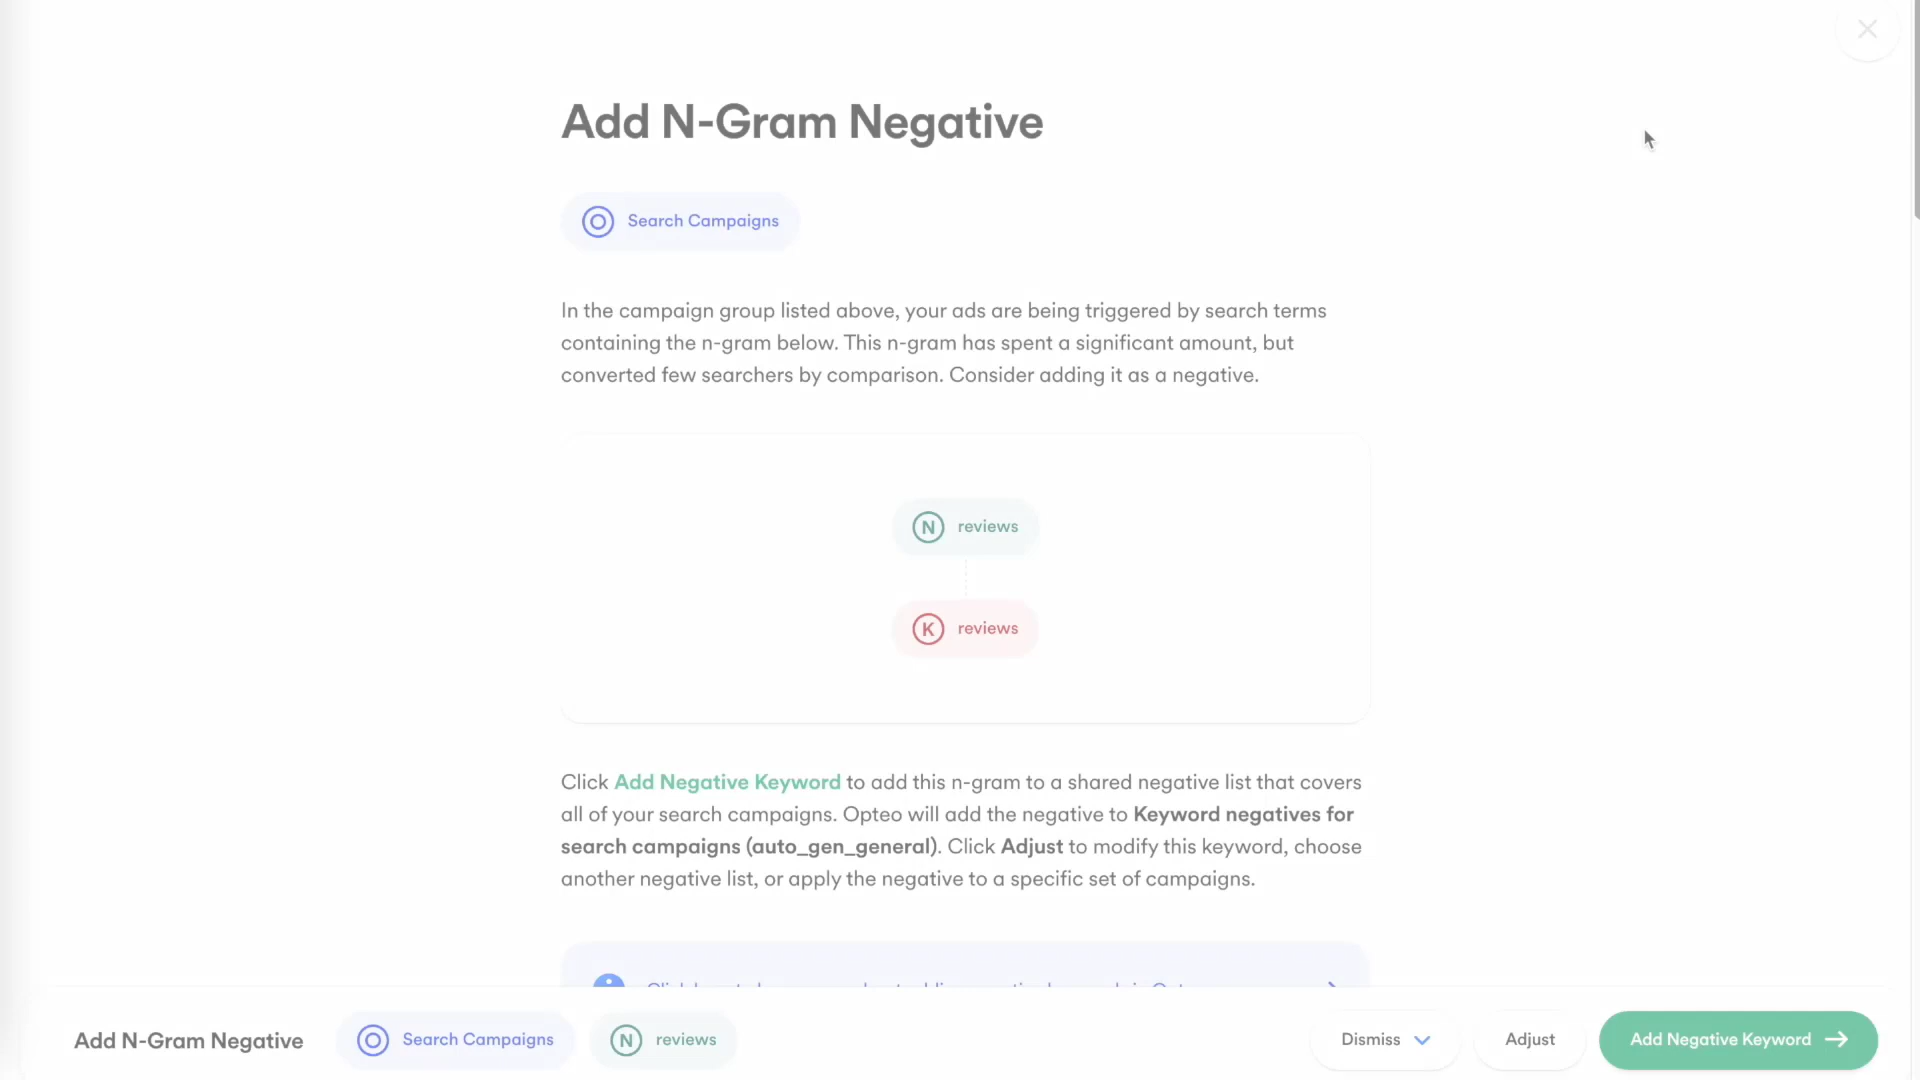 Add N-Gram Negative
Search Campaigns
In the campaign group listed above, your ads are being triggered by search terms
containing the n-gram below. This n-gram has spent a significant amount, but
converted few searchers by comparison. Consider adding it as a negative.
N reviews
K reviews
Click Add Negative Keyword to add this n-gram to a shared negative list that covers
all of your search campaigns. Opteo will add the negative to Keyword negatives for
search campaigns (auto_gen_general). Click Adjust to modify this keyword, choose
another negative list, or apply the negative to a specific set of campaigns.
Add N-Gram Negative Search Campaigns N reviews Dismiss Adjust Add Negative Keyword